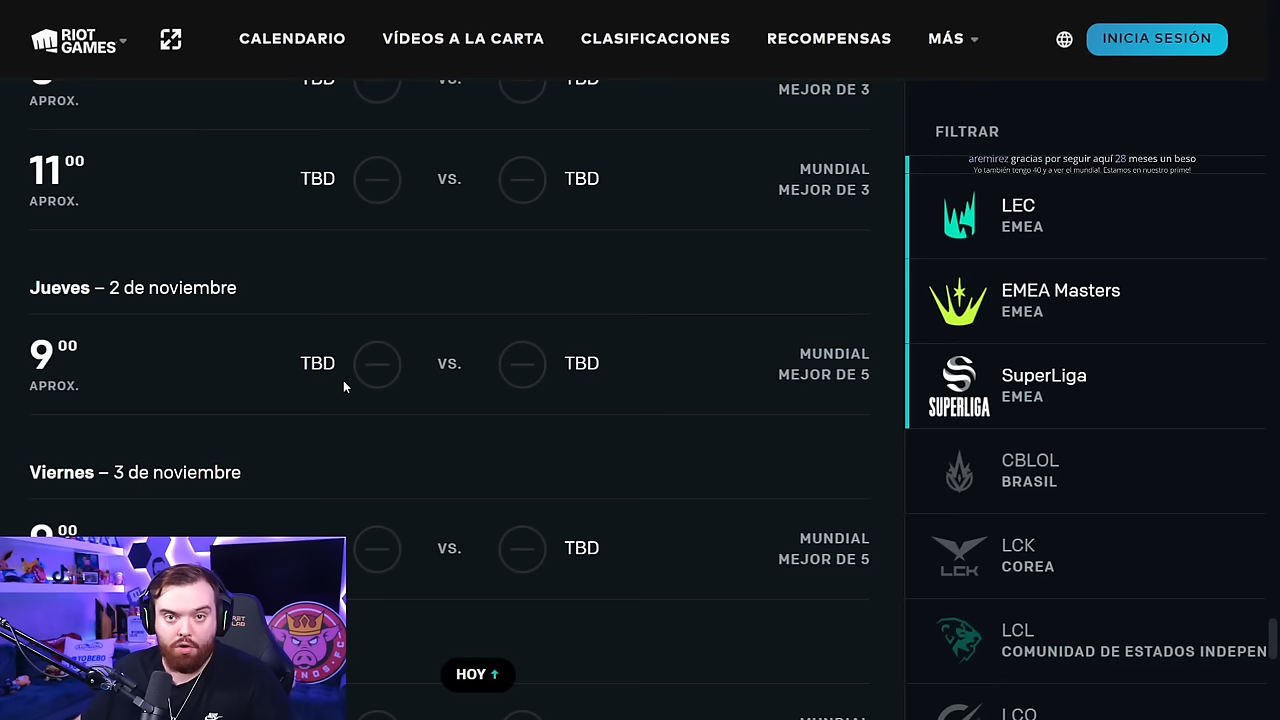 RIOT GAMES
CALENDARIO
VÍDEOS A LA CARTA
CLASIFICACIONES
RECOMPENSAS
MÁS
INICIA SESIÓN
APROX.
TBD
TBD
MEJOR DE 3
11 00
APROX.
TBD
VS.
TBD
MUNDIAL
MEJOR DE 3
Jueves – 2 de noviembre
9 00
APROX.
TBD
VS.
TBD
MUNDIAL
MEJOR DE 5
Viernes – 3 de noviembre
00
VS.
TBD
MUNDIAL
MEJOR DE 5
HOY ↑
FILTRAR
aremirez gracias por seguir aquí 28 meses un beso
Yo también tengo 40 y a ver el mundial. Estamos en nuestro prime!
LEC
EMEA
EMEA Masters
EMEA
SUPERLIGA
SuperLiga
EMEA
CBLOL
BRASIL
LCK
LCK
COREA
LCL
COMUNIDAD DE ESTADOS INDEPEN
LCO